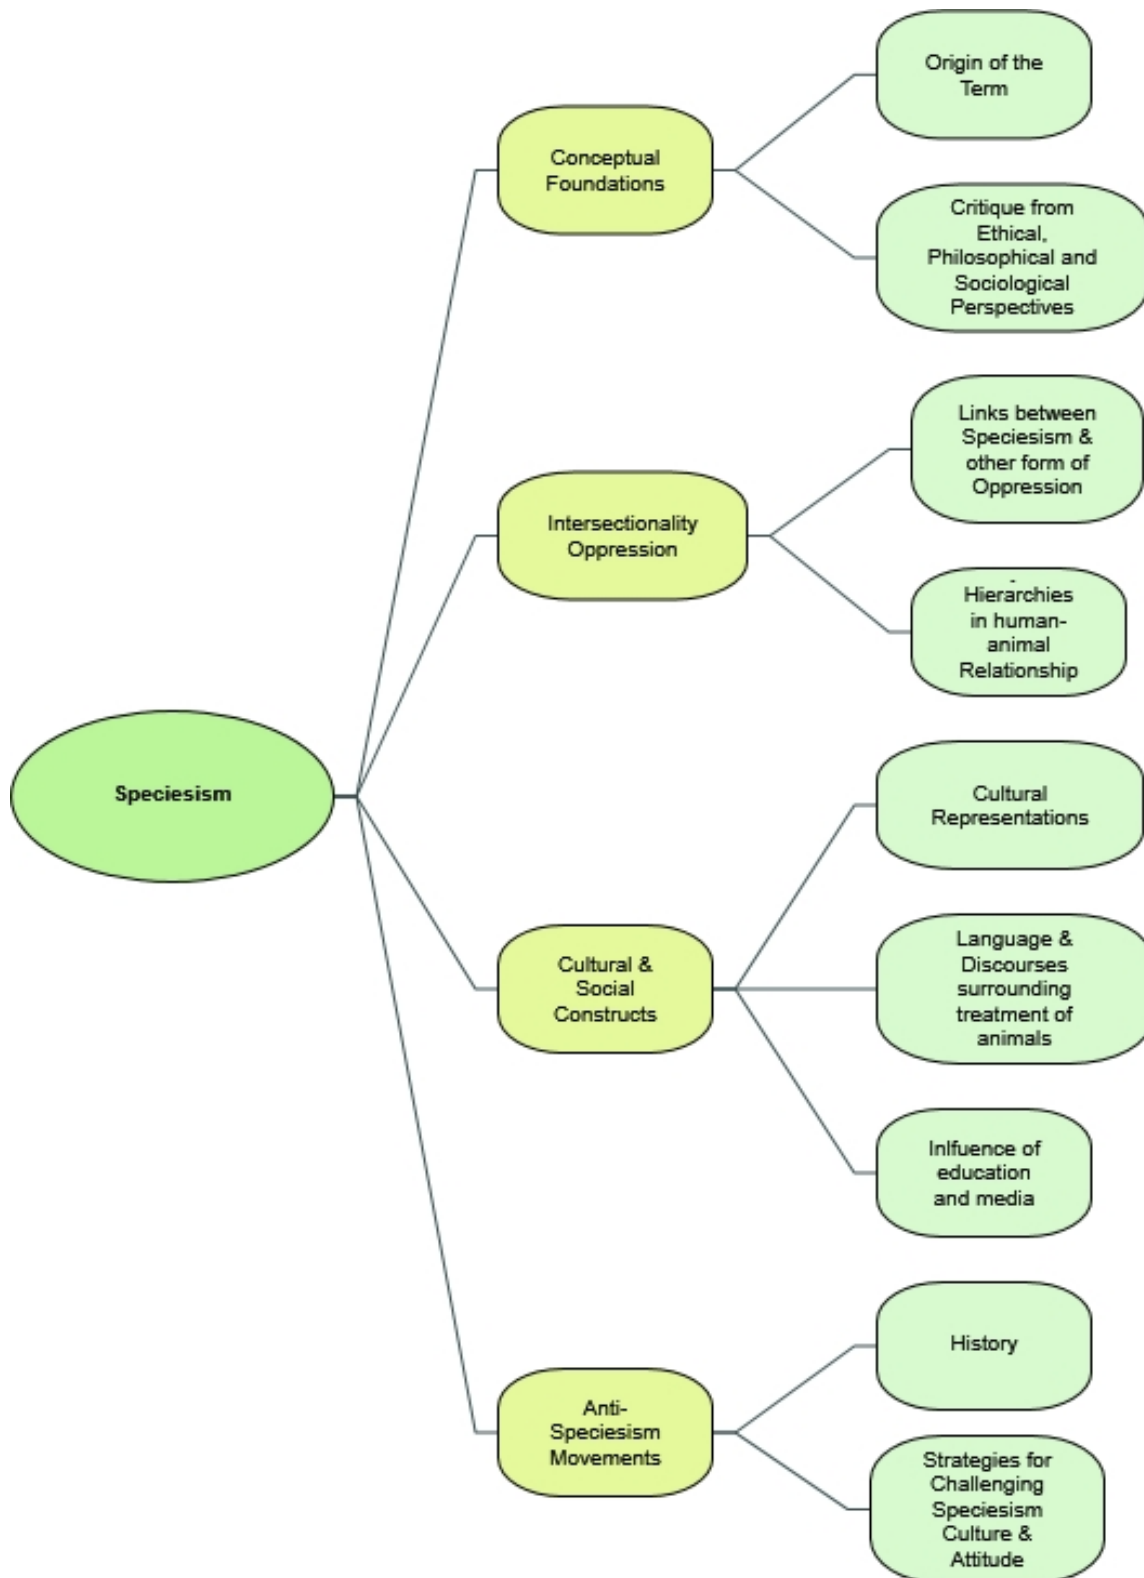 Origin of the
Term
Conceptual
Foundations
Critique from
Ethical,
Philosophical and
Sociological
Perspectives
Links between
Speciesism &
other form of
Oppression
Intersectionality
Oppression
Hierarchies
in human-
animal
Relationship
Speciesism
Cultural
Representations
Cultural &
Social
Constructs
Language &
Discourses
surrounding
treatment of
animals
Inlfuence of
education
and media
History
Anti-
Speciesism
Movements
Strategies for
Challenging
Speciesism
Culture &
Attitude